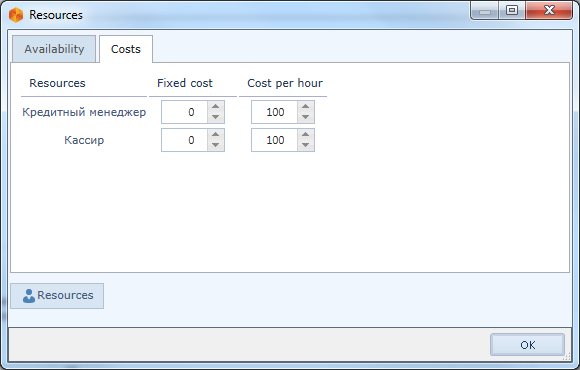 Resources
Availability Costs
Resources Fixed cost Cost per hour
Кредитный менеджер 0 100
Кассир 0 100
Resources
OK